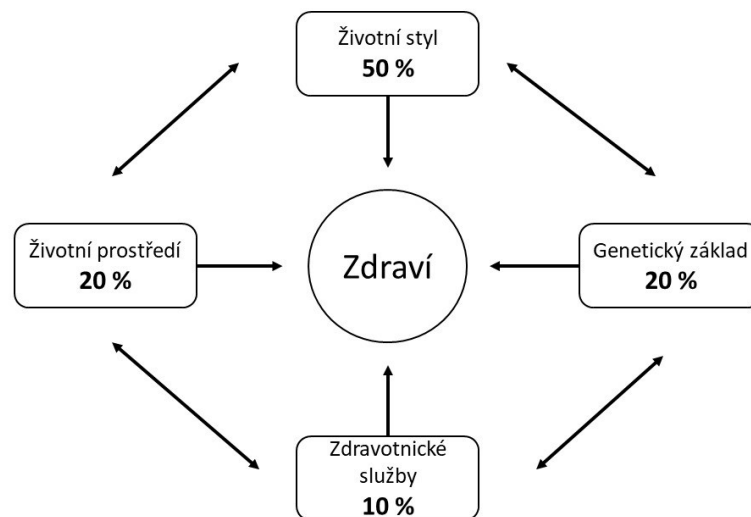 Životní styl
50 %
Životní prostředí
20 %
Zdraví
Genetický základ
20 %
Zdravotnické
služby
10 %